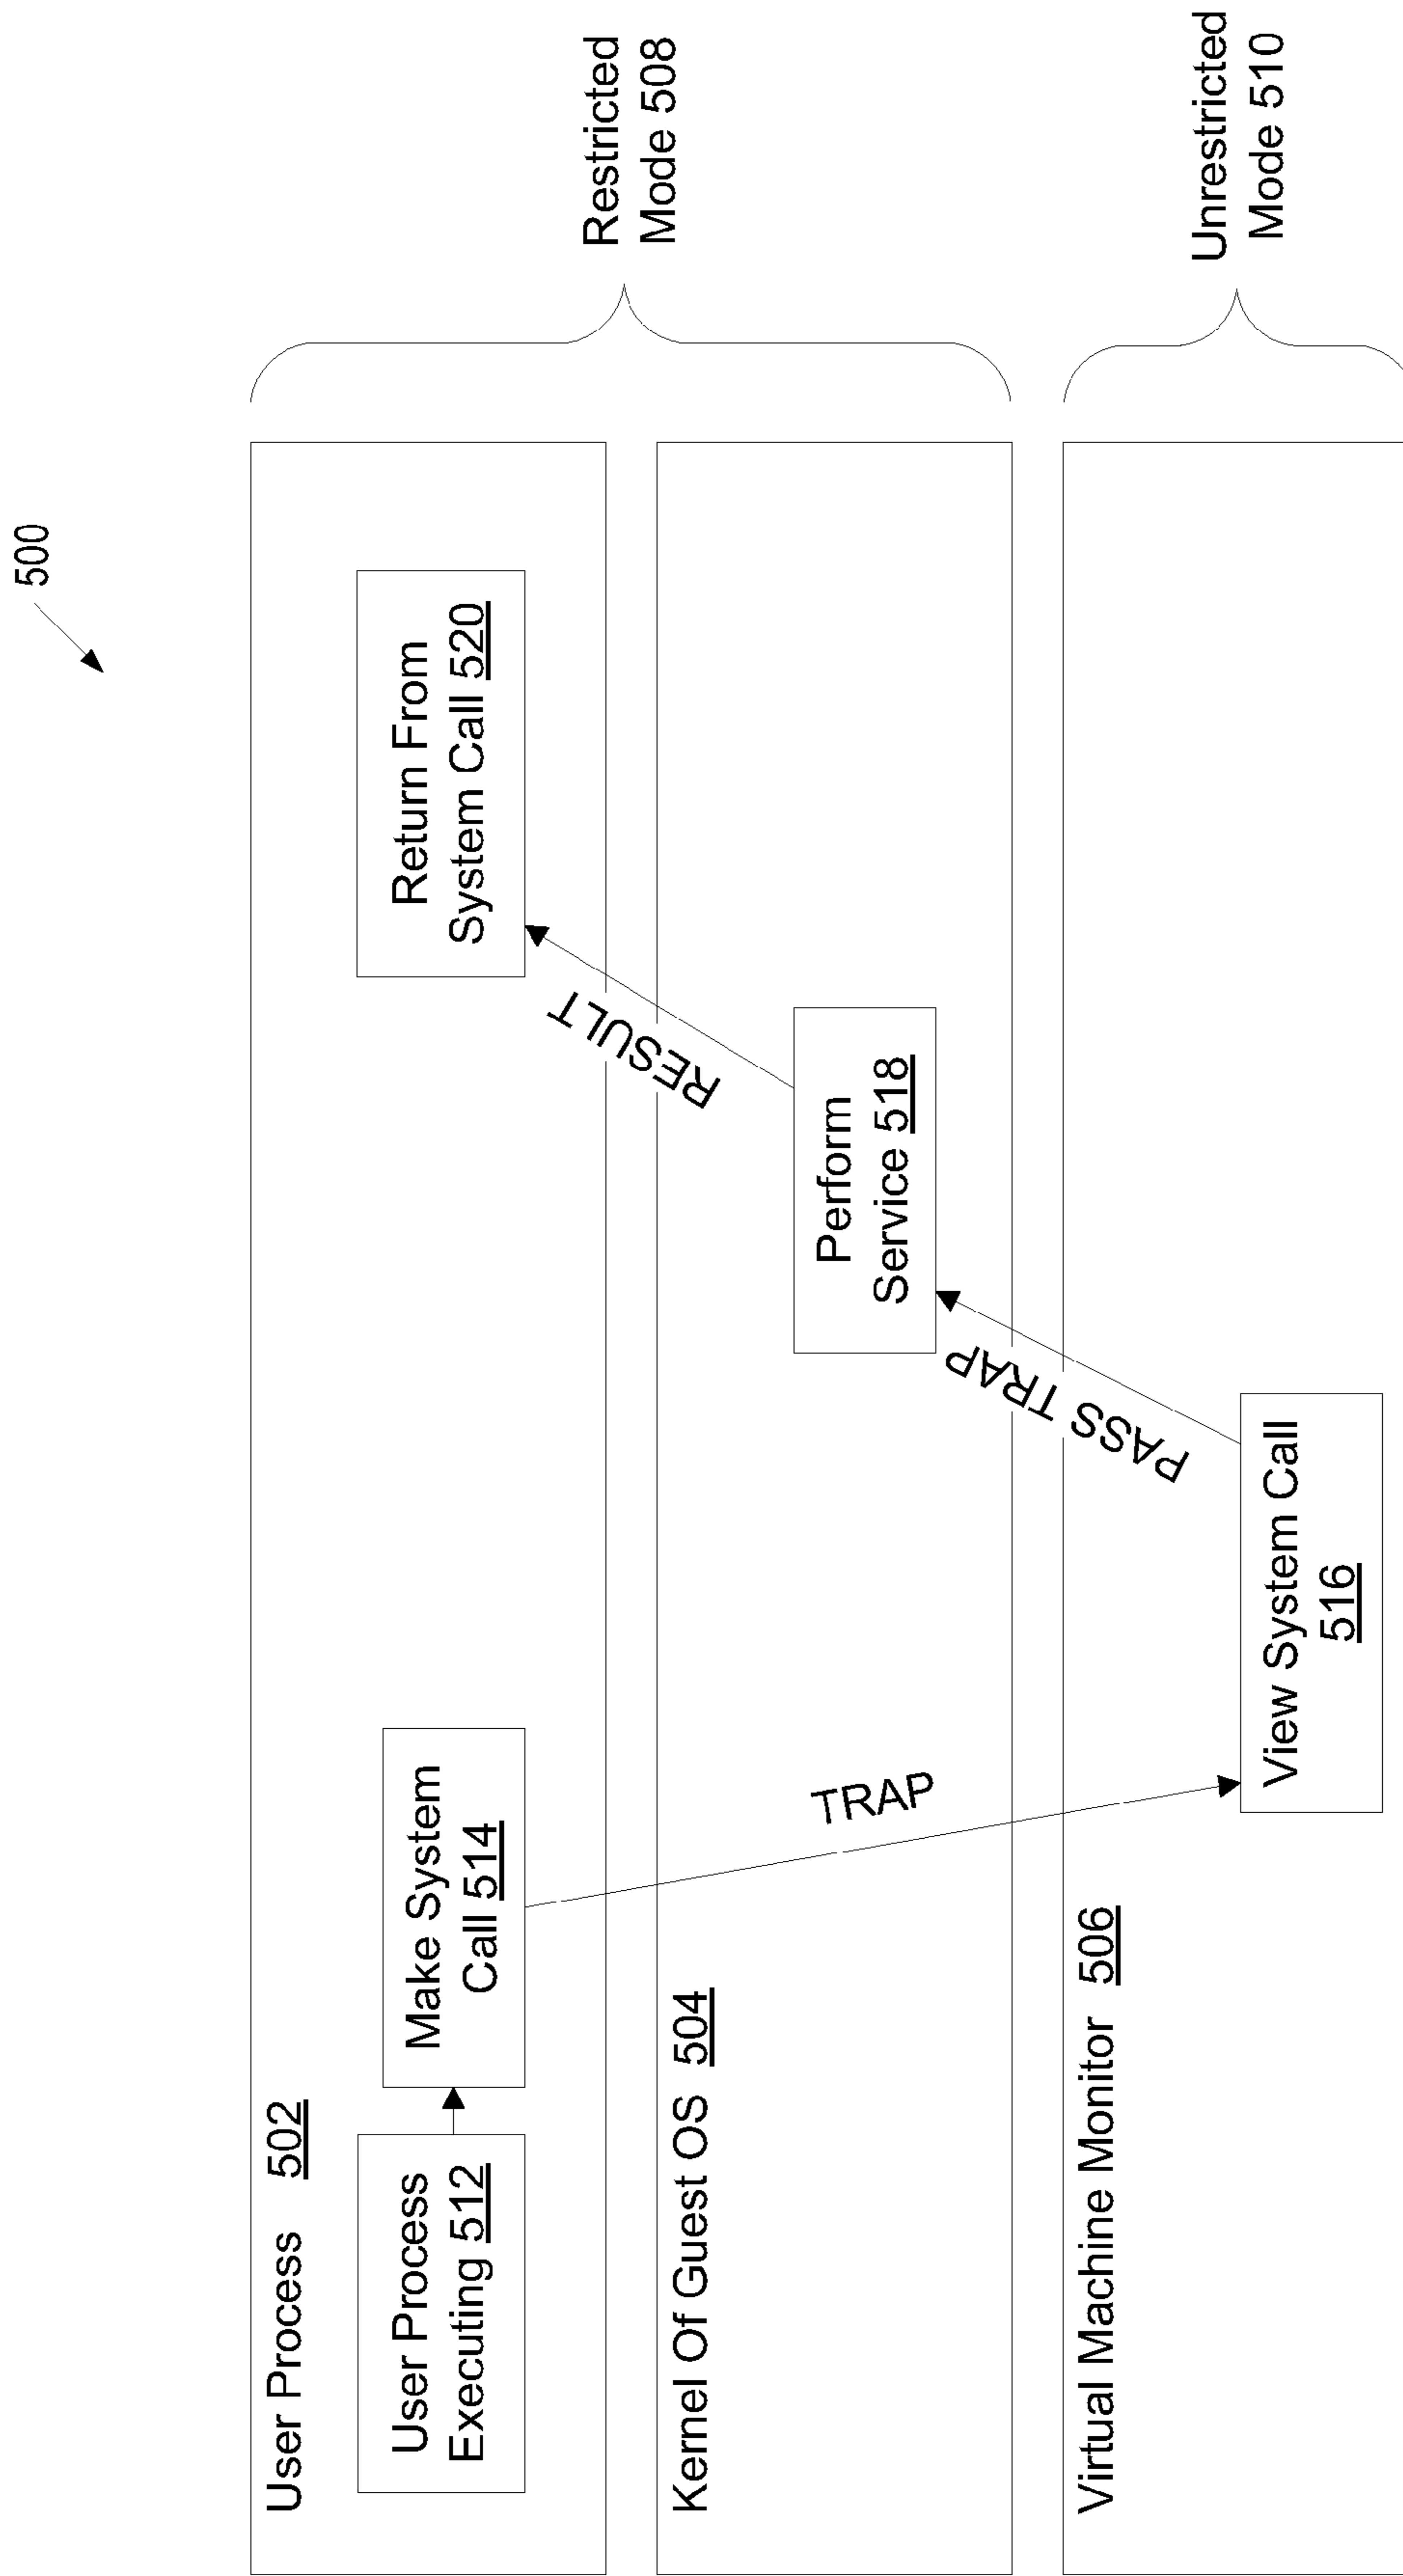 500
User Process 502
User Process
Executing 512
Make System
Call 514
Return From
System Call 520
Restricted
Mode 508
TRAP
RESULT
Kernel Of Guest OS 504
Perform
Service 518
PASS TRAP
Virtual Machine Monitor 506
View System Call
516
Unrestricted
Mode 510